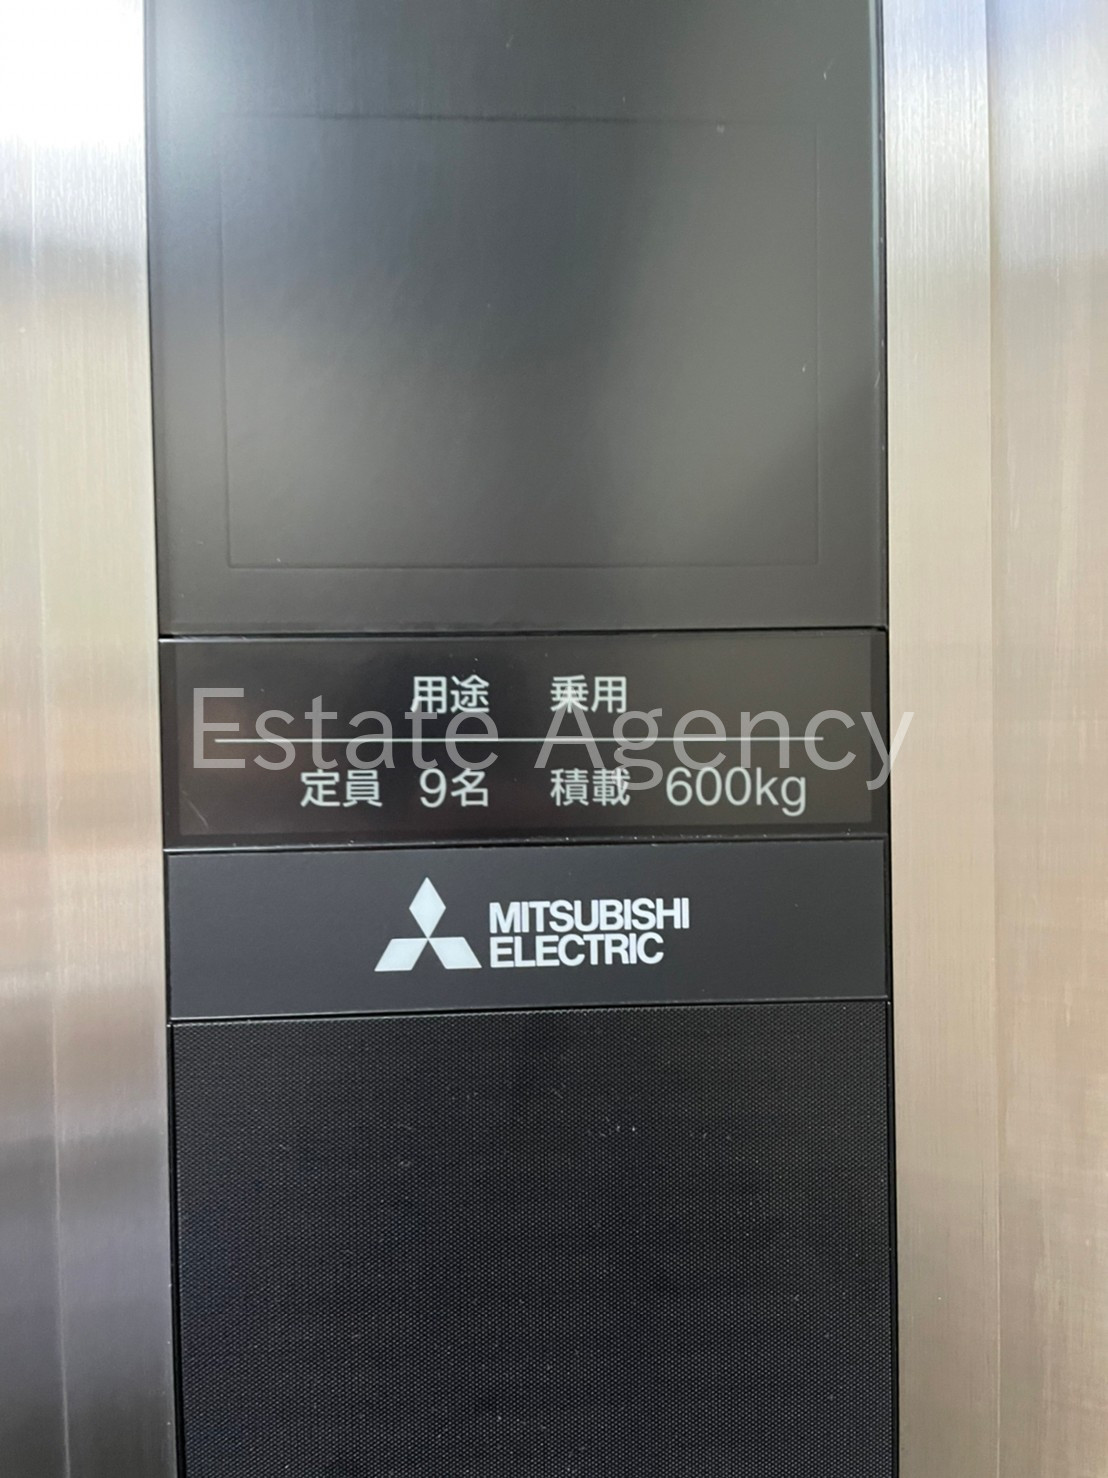 用途 乗用
Estate Agency
定員 9名 積載 600kg
MITSUBISHI
ELECTRIC